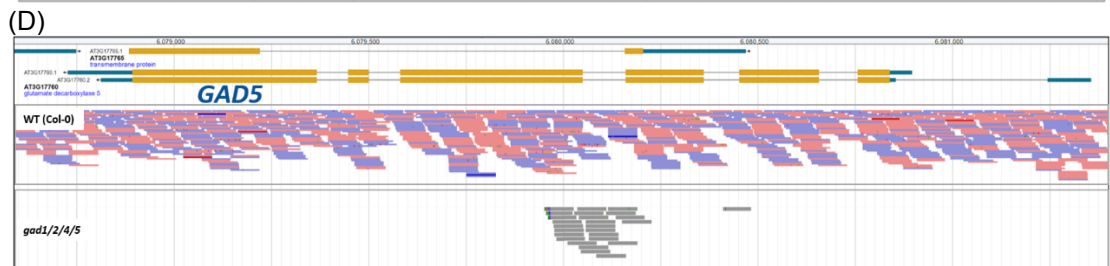 (D)
6,079,000 6,079,500 6,080,000 6,080,500 6,081,000
AT3G17765.1
AT3G17765
transmembrane protein
AT3G17760.1
AT3G17760.2
AT3G17760
glutamate decarboxylase 5
GAD5
WT (Col-0)
gad1/2/4/5